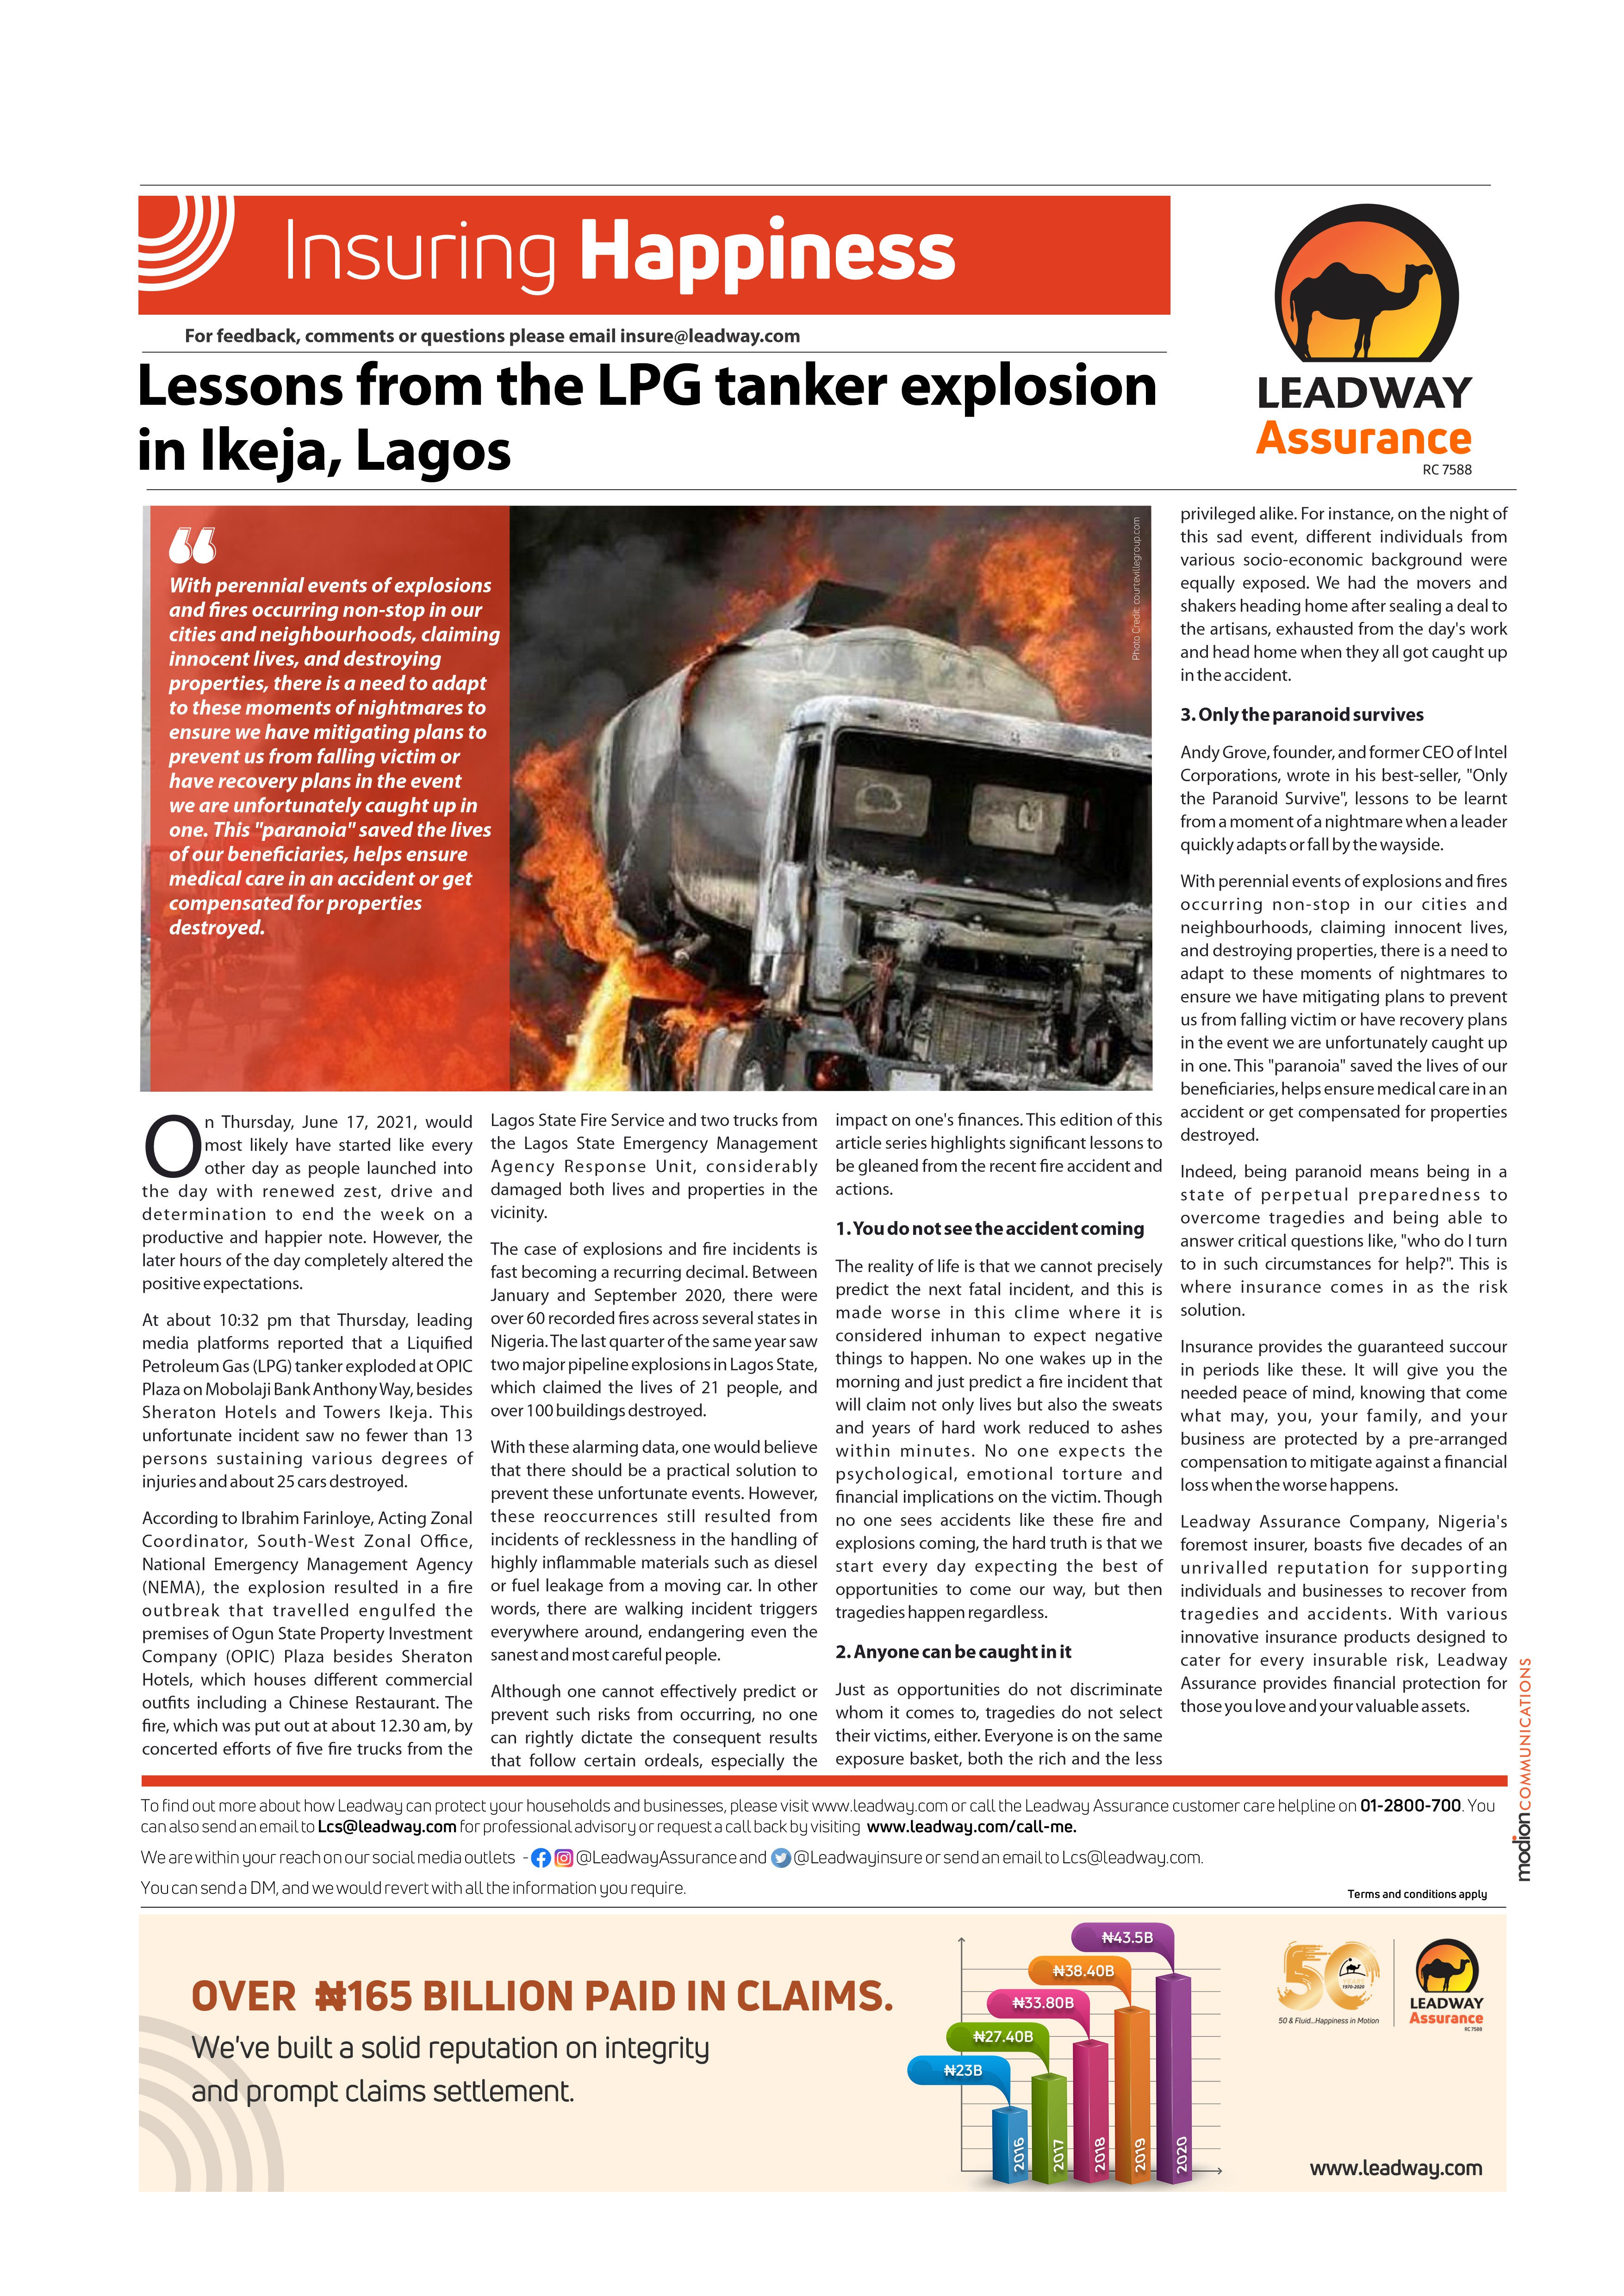 Insuring Happiness
For feedback, comments or questions please email insure@leadway.com
Lessons from the LPG tanker explosion
in Ikeja, Lagos
LEADWAY
Assurance
RC 7588
With perennial events of explosions
and fires occurring non-stop in our
cities and neighbourhoods, claiming
innocent lives, and destroying
properties, there is a need to adapt
to these moments of nightmares to
ensure we have mitigating plans to
prevent us from falling victim or
have recovery plans in the event
we are unfortunately caught up in
one. This "paranoia" saved the lives
of our beneficiaries, helps ensure
medical care in an accident or get
compensated for properties
destroyed.
Photo Credit: courtevillegroup.com
On Thursday, June 17, 2021, would
most likely have started like every
other day as people launched into
the day with renewed zest, drive and
determination to end the week on a
productive and happier note. However, the
later hours of the day completely altered the
positive expectations.
At about 10:32 pm that Thursday, leading
media platforms reported that a Liquified
Petroleum Gas (LPG) tanker exploded at OPIC
Plaza on Mobolaji Bank Anthony Way, besides
Sheraton Hotels and Towers Ikeja. This
unfortunate incident saw no fewer than 13
persons sustaining various degrees of
injuries and about 25 cars destroyed.
According to Ibrahim Farinloye, Acting Zonal
Coordinator, South-West Zonal Office,
National Emergency Management Agency
(NEMA), the explosion resulted in a fire
outbreak that travelled engulfed the
premises of Ogun State Property Investment
Company (OPIC) Plaza besides Sheraton
Hotels, which houses different commercial
outfits including a Chinese Restaurant. The
fire, which was put out at about 12.30 am, by
concerted efforts of five fire trucks from the
Lagos State Fire Service and two trucks from
the Lagos State Emergency Management
Agency Response Unit, considerably
damaged both lives and properties in the
vicinity.
The case of explosions and fire incidents is
fast becoming a recurring decimal. Between
January and September 2020, there were
over 60 recorded fires across several states in
Nigeria. The last quarter of the same year saw
two major pipeline explosions in Lagos State,
which claimed the lives of 21 people, and
over 100 buildings destroyed.
With these alarming data, one would believe
that there should be a practical solution to
prevent these unfortunate events. However,
these reoccurrences still resulted from
incidents of recklessness in the handling of
highly inflammable materials such as diesel
or fuel leakage from a moving car. In other
words, there are walking incident triggers
everywhere around, endangering even the
sanest and most careful people.
Although one cannot effectively predict or
prevent such risks from occurring, no one
can rightly dictate the consequent results
that follow certain ordeals, especially the
impact on one's finances. This edition of this
article series highlights significant lessons to
be gleaned from the recent fire accident and
actions.
1. You do not see the accident coming
The reality of life is that we cannot precisely
predict the next fatal incident, and this is
made worse in this clime where it is
considered inhuman to expect negative
things to happen. No one wakes up in the
morning and just predict a fire incident that
will claim not only lives but also the sweats
and years of hard work reduced to ashes
within minutes. No one expects the
psychological, emotional torture and
financial implications on the victim. Though
no one sees accidents like these fire and
explosions coming, the hard truth is that we
start every day expecting the best of
opportunities to come our way, but then
tragedies happen regardless.
2. Anyone can be caught in it
Just as opportunities do not discriminate
whom it comes to, tragedies do not select
their victims, either. Everyone is on the same
exposure basket, both the rich and the less
privileged alike. For instance, on the night of
this sad event, different individuals from
various socio-economic background were
equally exposed. We had the movers and
shakers heading home after sealing a deal to
the artisans, exhausted from the day's work
and head home when they all got caught up
in the accident.
3. Only the paranoid survives
Andy Grove, founder, and former CEO of Intel
Corporations, wrote in his best-seller, "Only
the Paranoid Survive", lessons to be learnt
from a moment of a nightmare when a leader
quickly adapts or fall by the wayside.
With perennial events of explosions and fires
occurring non-stop in our cities and
neighbourhoods, claiming innocent lives,
and destroying properties, there is a need to
adapt to these moments of nightmares to
ensure we have mitigating plans to prevent
us from falling victim or have recovery plans
in the event we are unfortunately caught up
in one. This "paranoia" saved the lives of our
beneficiaries, helps ensure medical care in an
accident or get compensated for properties
destroyed.
Indeed, being paranoid means being in a
state of perpetual preparedness to
overcome tragedies and being able to
answer critical questions like, "who do I turn
to in such circumstances for help?". This is
where insurance comes in as the risk
solution.
Insurance provides the guaranteed succour
in periods like these. It will give you the
needed peace of mind, knowing that come
what may, you, your family, and your
business are protected by a pre-arranged
compensation to mitigate against a financial
loss when the worse happens.
Leadway Assurance Company, Nigeria's
foremost insurer, boasts five decades of an
unrivalled reputation for supporting
individuals and businesses to recover from
tragedies and accidents. With various
innovative insurance products designed to
cater for every insurable risk, Leadway
Assurance provides financial protection for
those you love and your valuable assets.
modion COMMUNICATIONS
To find out more about how Leadway can protect your households and businesses, please visit www.leadway.com or call the Leadway Assurance customer care helpline on 01-2800-700. You
can also send an email to Lcs@leadway.com for professional advisory or request a call back by visiting www.leadway.com/call-me.
We are within your reach on our social media outlets - @LeadwayAssurance and @Leadwayinsure or send an email to Lcs@leadway.com.
You can send a DM, and we would revert with all the information you require.
Terms and conditions apply
OVER ₦165 BILLION PAID IN CLAIMS.
We've built a solid reputation on integrity
and prompt claims settlement.
₦23B
₦27.40B
₦33.80B
₦38.40B
₦43.5B
2016
2017
2018
2019
2020
50
YEARS
1970-2020
50 & Fluid...Happiness in Motion
LEADWAY
Assurance
RC 7588
www.leadway.com